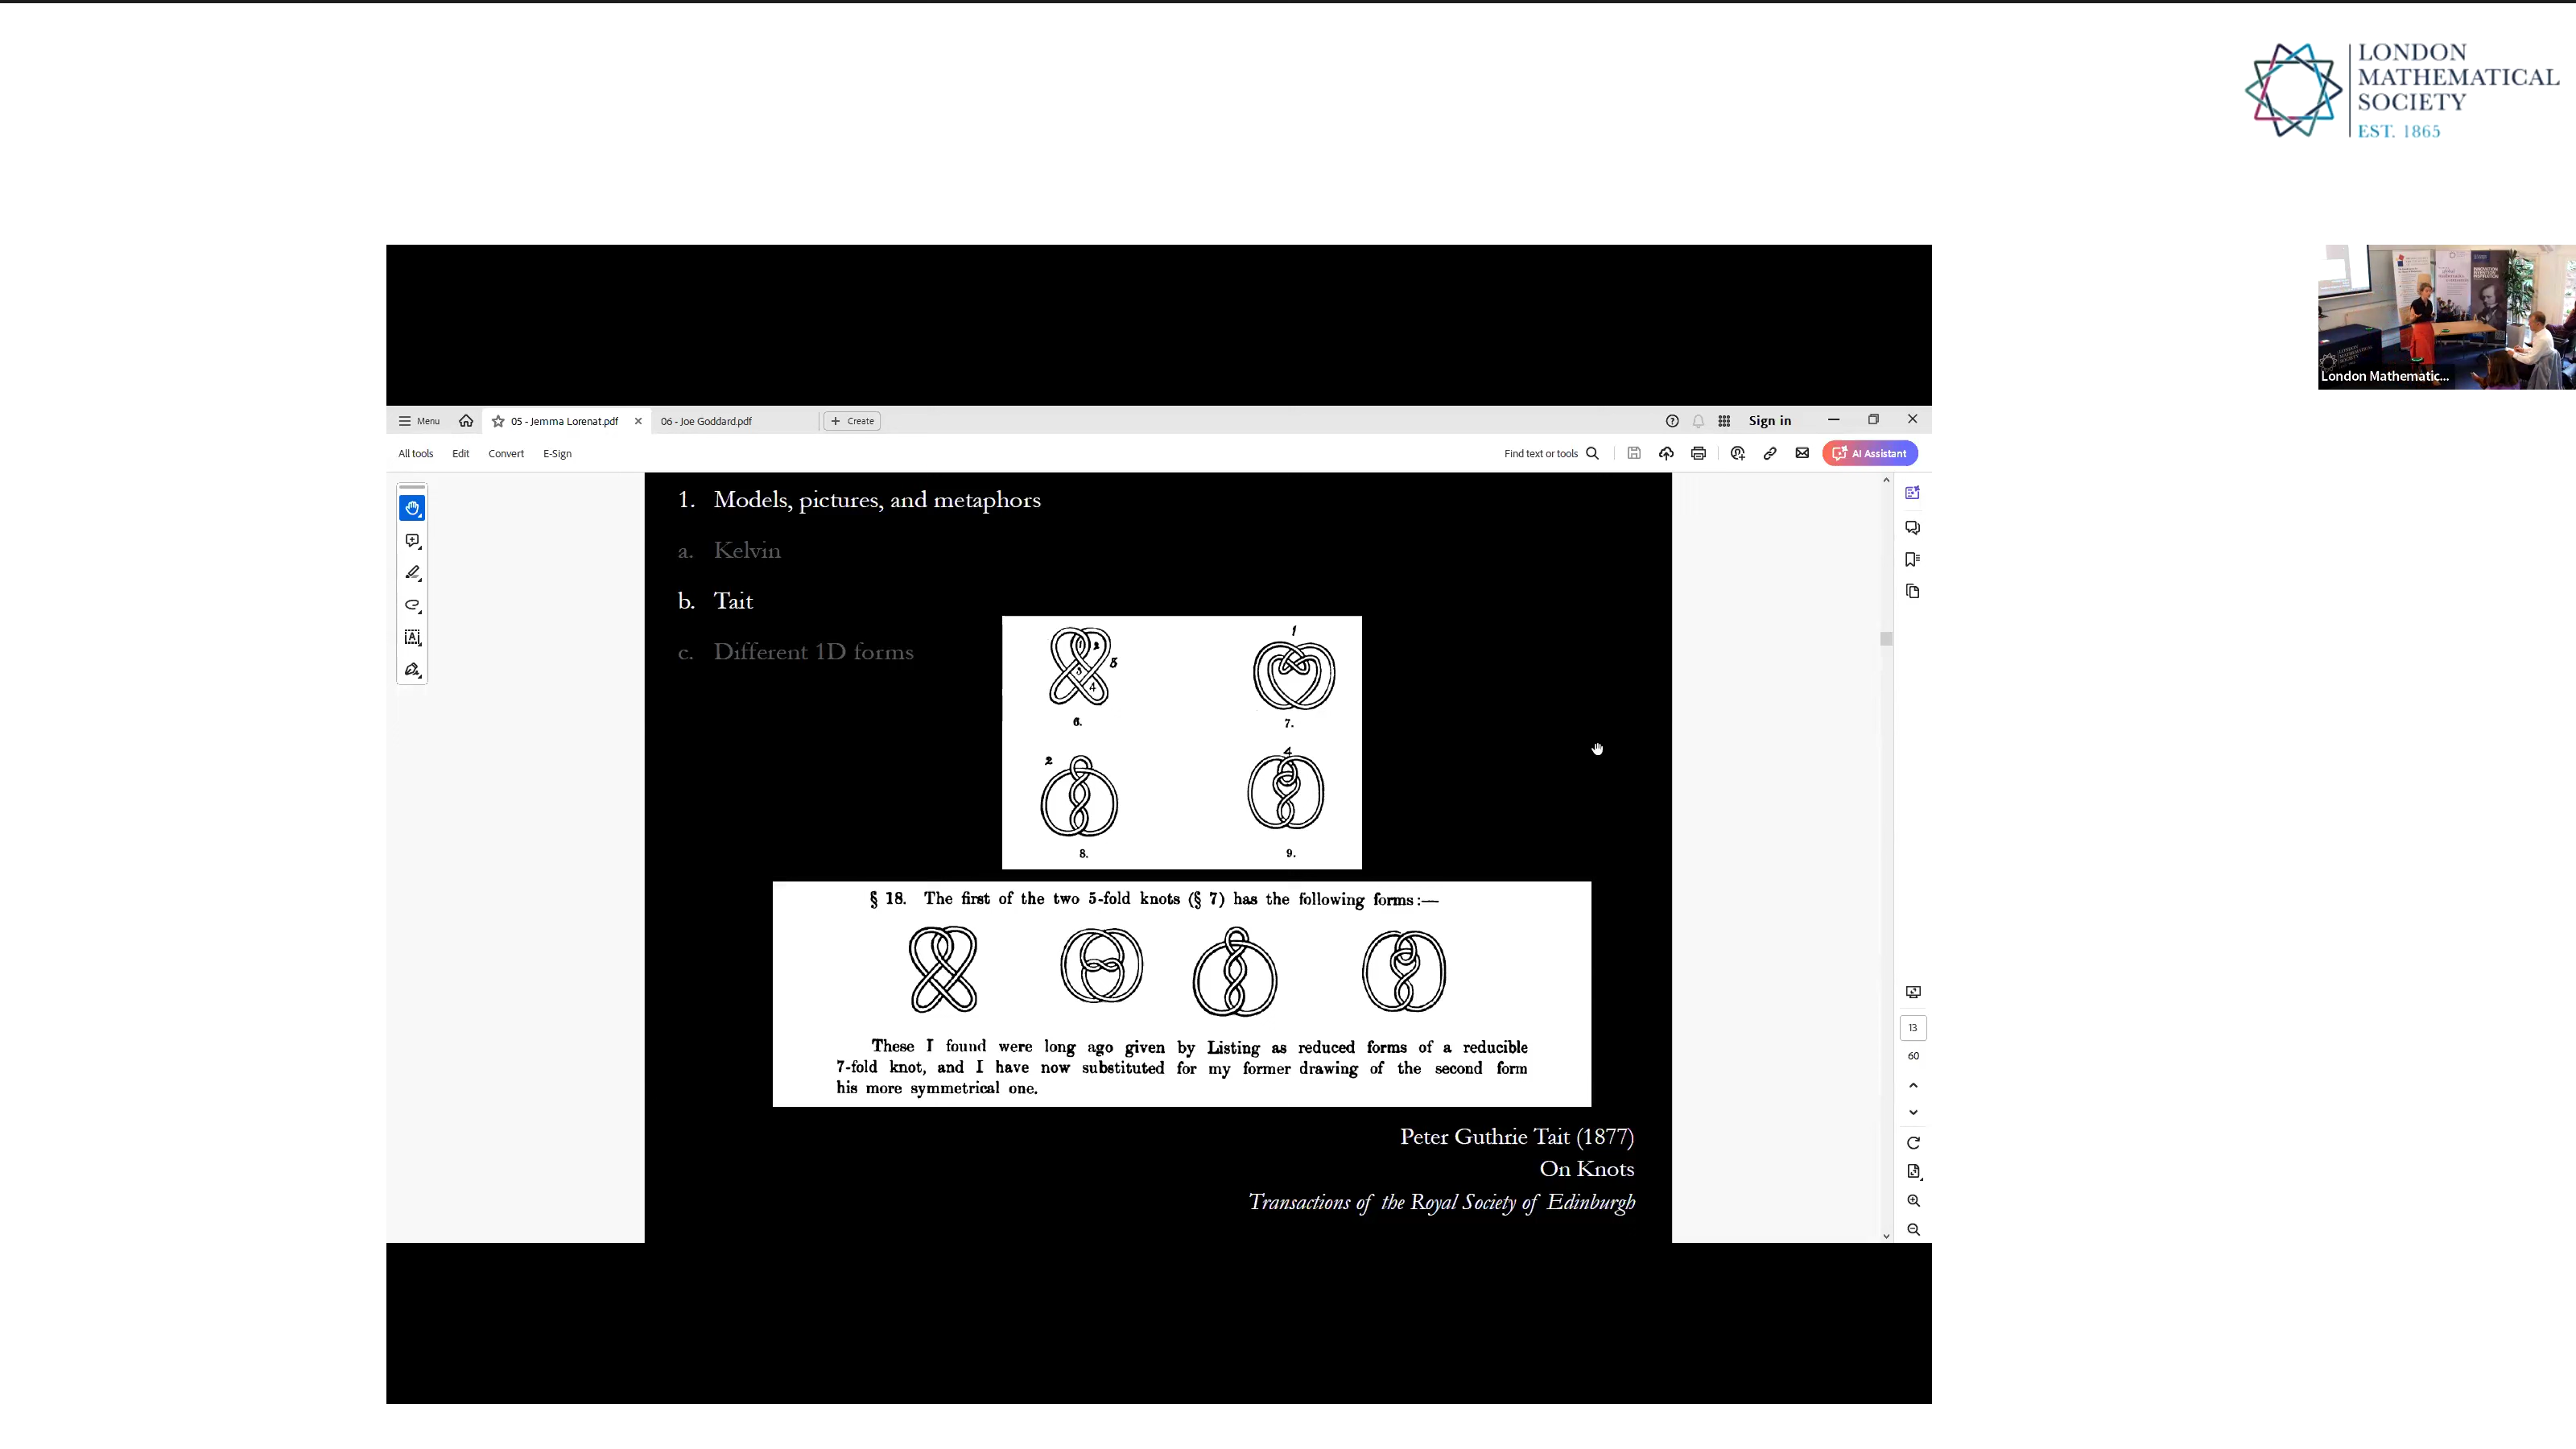 LONDON
MATHEMATICAL
SOCIETY
EST. 1865
London Mathematic...
Menu
05 - Jemma Lorenat.pdf
06 - Joe Goddard.pdf
Create
Sign in
All tools
Edit
Convert
E-Sign
Find text or tools
AI Assistant
1. Models, pictures, and metaphors
a. Kelvin
b. Tait
c. Different 1D forms
1 2 5
3
4
6.
1
7.
2
8.
4
9.
§ 18. The first of the two 5-fold knots (§ 7) has the following forms:—
These I found were long ago given by Listing as reduced forms of a reducible
7-fold knot, and I have now substituted for my former drawing of the second form
his more symmetrical one.
Peter Guthrie Tait (1877)
On Knots
Transactions of the Royal Society of Edinburgh
13
60